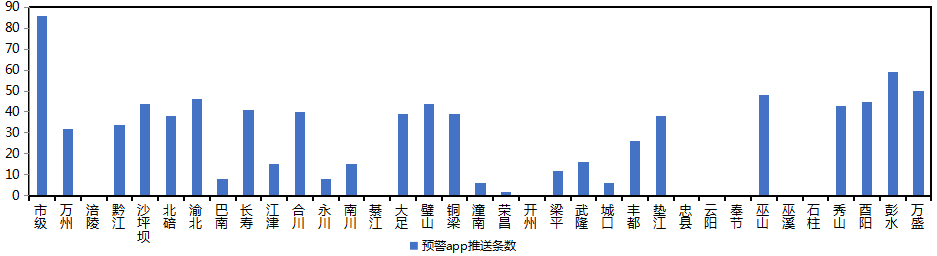 90
80
70
60
50
40
30
20
10
0
市级
万州
涪陵
黔江
沙坪坝
北碚
渝北
巴南
长寿
江津
合川
永川
南川
綦江
大足
璧山
铜梁
潼南
荣昌
开州
梁平
武隆
城口
丰都
垫江
忠县
云阳
奉节
巫山
巫溪
石柱
秀山
酉阳
彭水
万盛
预警app推送条数